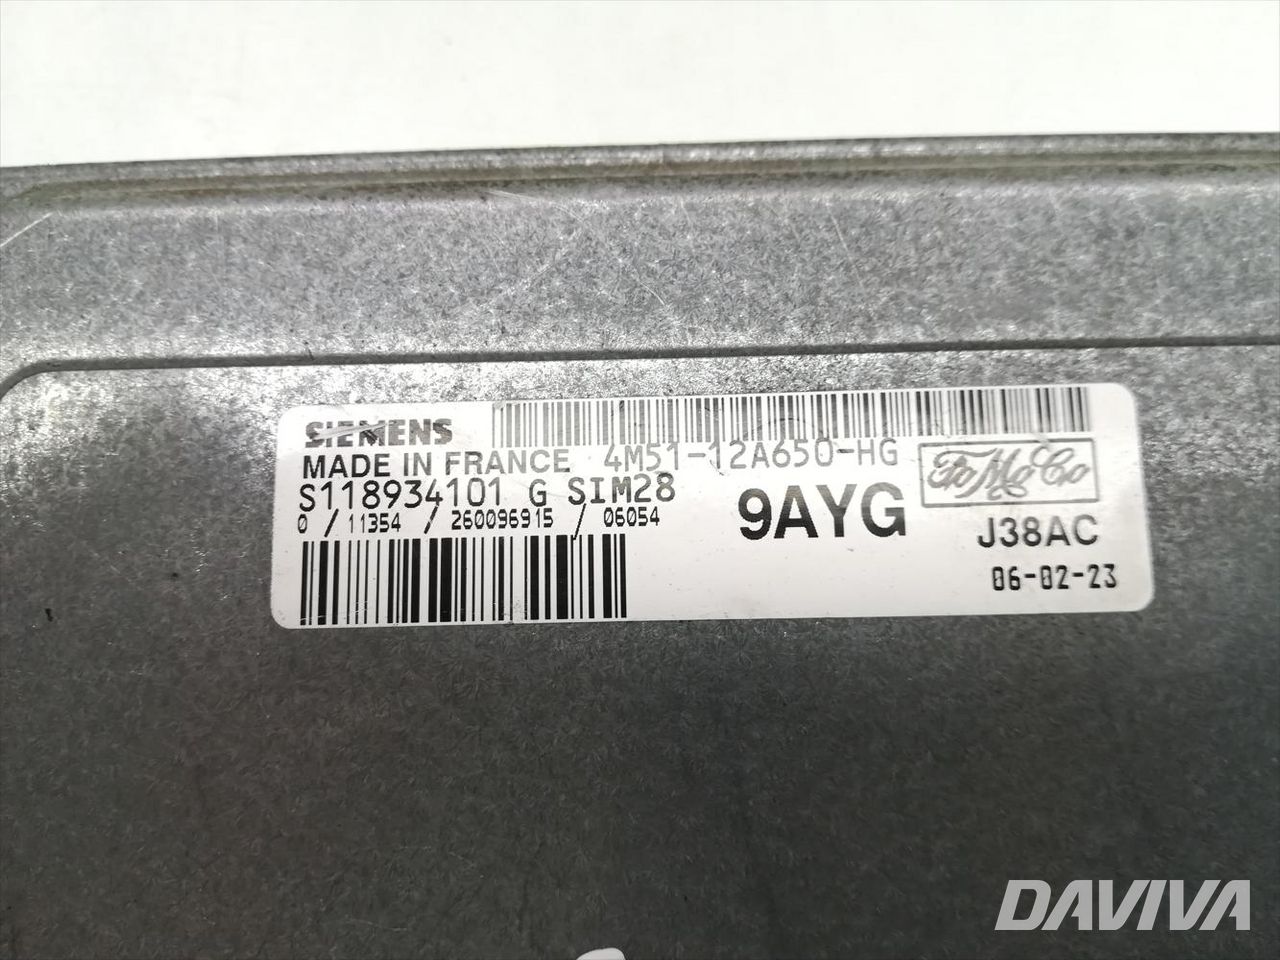 SIEMENS
MADE IN FRANCE 4M51-12A650-HG FoMoCo
S118934101 G SIM28
0 / 11354 / 260096915 / 06054
9AYG
J38AC
06-02-23
DAVIVA